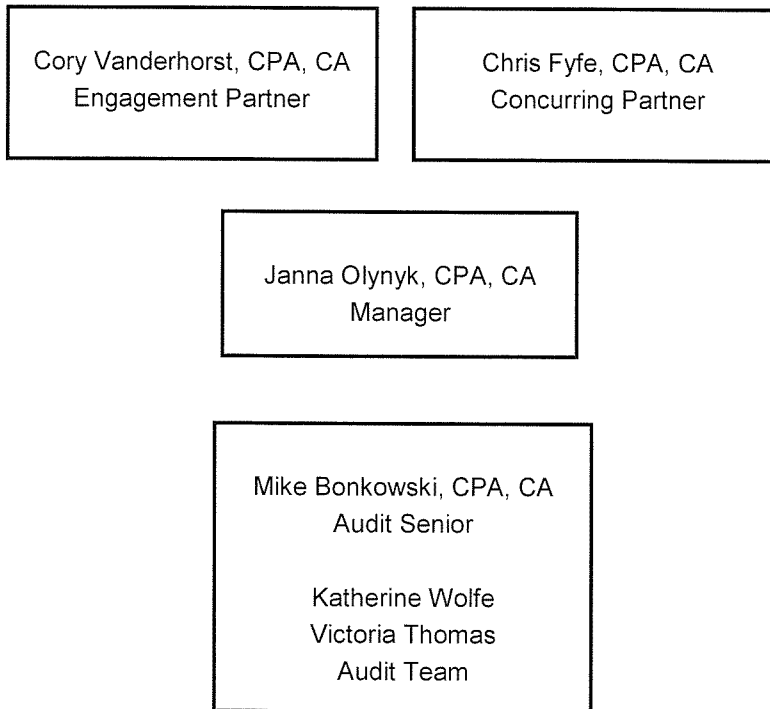 Cory Vanderhorst, CPA, CA
Engagement Partner
Chris Fyfe, CPA, CA
Concurring Partner
Janna Olynyk, CPA, CA
Manager
Mike Bonkowski, CPA, CA
Audit Senior
Katherine Wolfe
Victoria Thomas
Audit Team